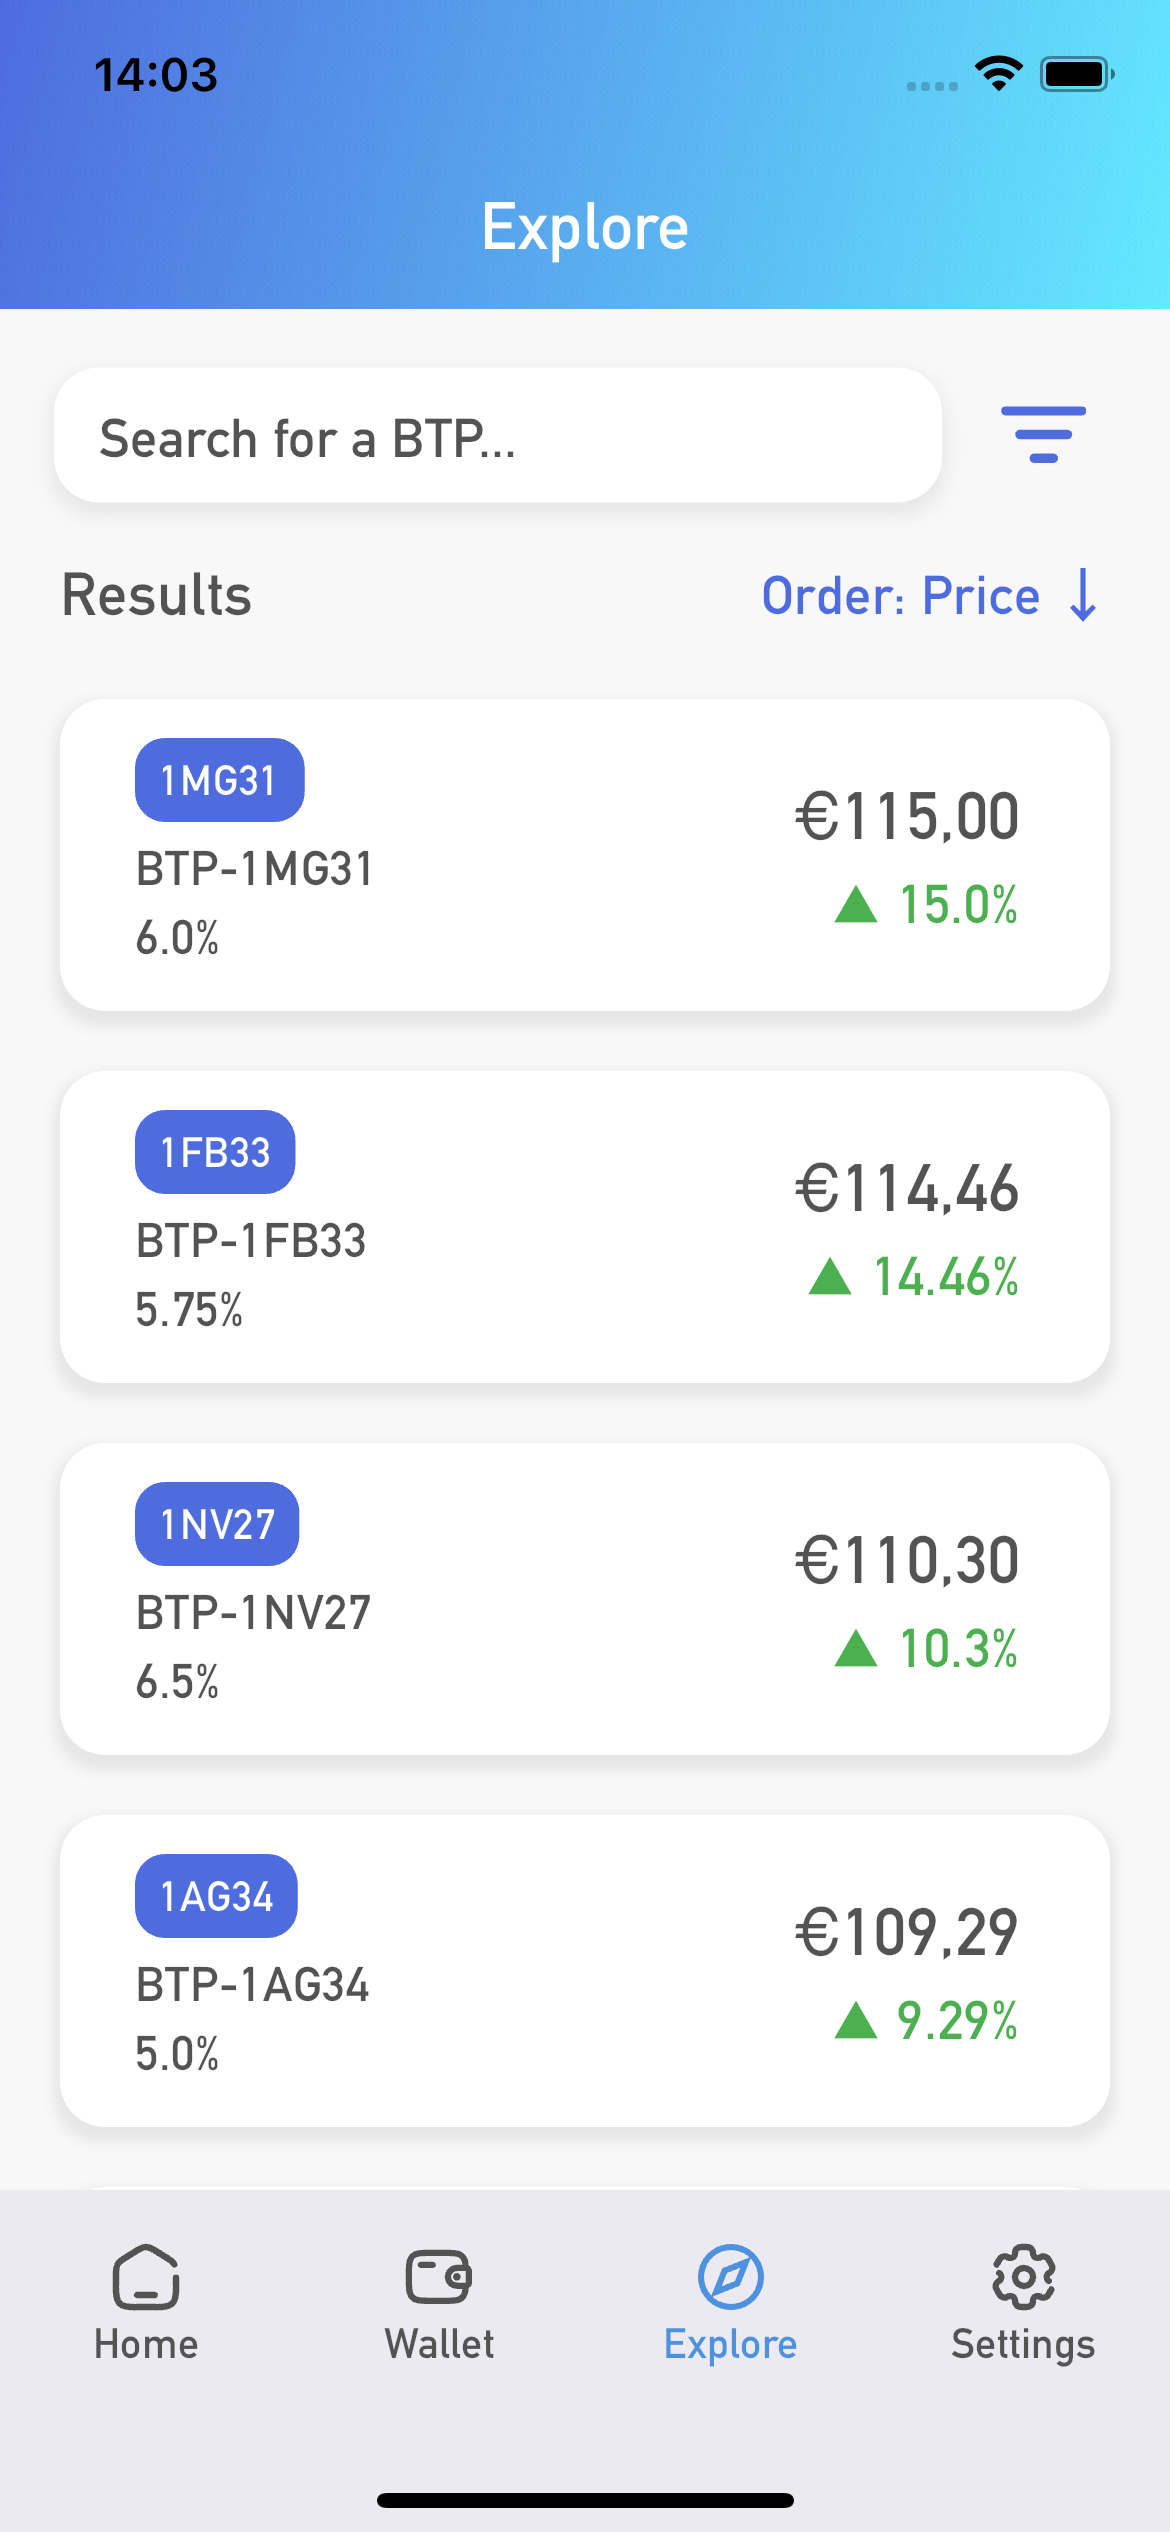 14:03
Explore
Search for a BTP...
Results
Order: Price ↓
1MG31
BTP-1MG31
6.0%
€115,00
▲ 15.0%
1FB33
BTP-1FB33
5.75%
€114,46
▲ 14.46%
1NV27
BTP-1NV27
6.5%
€110,30
▲ 10.3%
1AG34
BTP-1AG34
5.0%
€109,29
▲ 9.29%
Home
Wallet
Explore
Settings